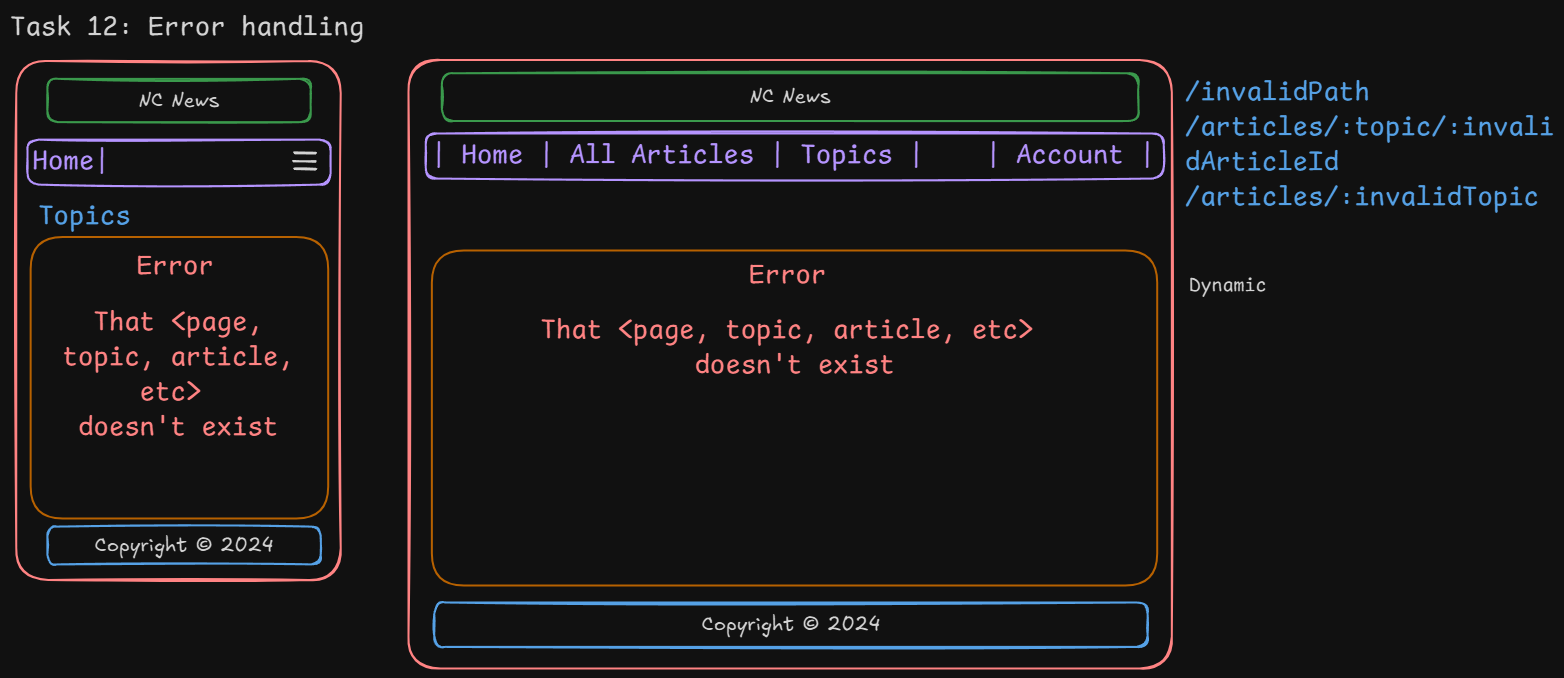 Task 12: Error handling
NC News
Home|
Topics
Error
That <page,
topic, article,
etc>
doesn't exist
Copyright © 2024
NC News
| Home | All Articles | Topics | | Account |
Error
That <page, topic, article, etc>
doesn't exist
Copyright © 2024
/invalidPath
/articles/:topic/:invali
dArticleId
/articles/:invalidTopic
Dynamic